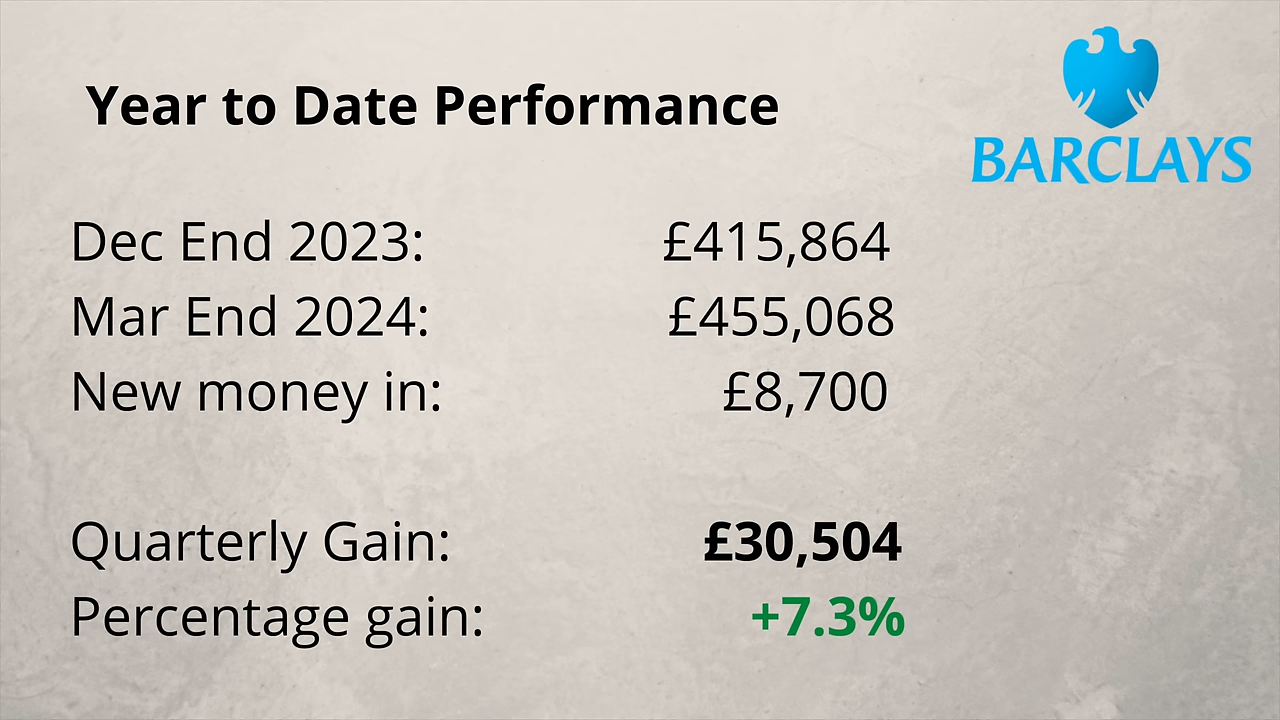 BARCLAYS
Year to Date Performance
Dec End 2023: £415,864
Mar End 2024: £455,068
New money in: £8,700
Quarterly Gain: £30,504
Percentage gain: +7.3%